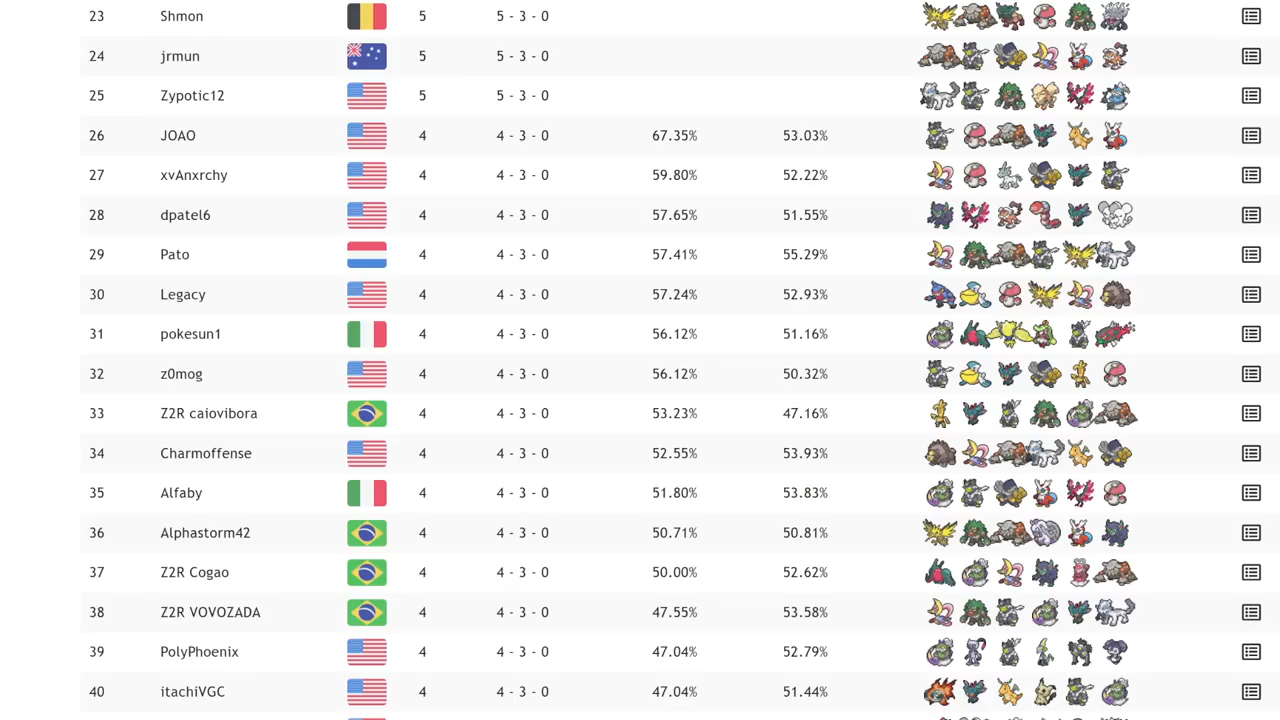 23 Shmon 5 5 - 3 - 0
24 jrmun 5 5 - 3 - 0
25 Zypotic12 5 5 - 3 - 0
26 JOAO 4 4 - 3 - 0 67.35% 53.03%
27 xvAnxrchy 4 4 - 3 - 0 59.80% 52.22%
28 dpatel6 4 4 - 3 - 0 57.65% 51.55%
29 Pato 4 4 - 3 - 0 57.41% 55.29%
30 Legacy 4 4 - 3 - 0 57.24% 52.93%
31 pokesun1 4 4 - 3 - 0 56.12% 51.16%
32 z0mog 4 4 - 3 - 0 56.12% 50.32%
33 Z2R caiovibora 4 4 - 3 - 0 53.23% 47.16%
34 Charmoffense 4 4 - 3 - 0 52.55% 53.93%
35 Alfaby 4 4 - 3 - 0 51.80% 53.83%
36 Alphastorm42 4 4 - 3 - 0 50.71% 50.81%
37 Z2R Cogao 4 4 - 3 - 0 50.00% 52.62%
38 Z2R VOVOZADA 4 4 - 3 - 0 47.55% 53.58%
39 PolyPhoenix 4 4 - 3 - 0 47.04% 52.79%
40 itachiVGC 4 4 - 3 - 0 47.04% 51.44%